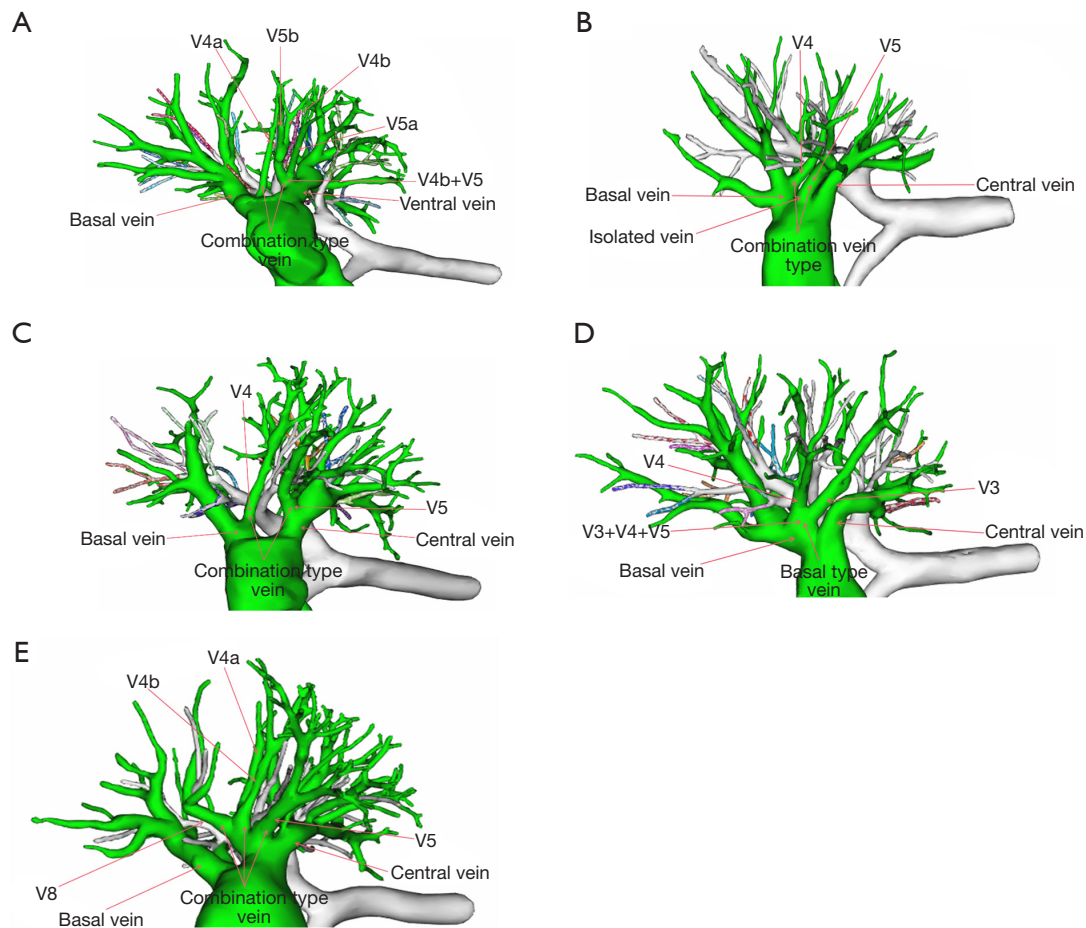 A
V4a
V5b
V4b
V5a
V4b+V5
Ventral vein
Basal vein
Combination type
vein
B
V4
V5
Basal vein
Central vein
Isolated vein
Combination vein
type
C
V4
V5
Basal vein
Central vein
Combination type
vein
D
V4
V3
V3+V4+V5
Central vein
Basal vein
Basal type
vein
E
V4a
V4b
V5
Central vein
V8
Basal vein
Combination type
vein